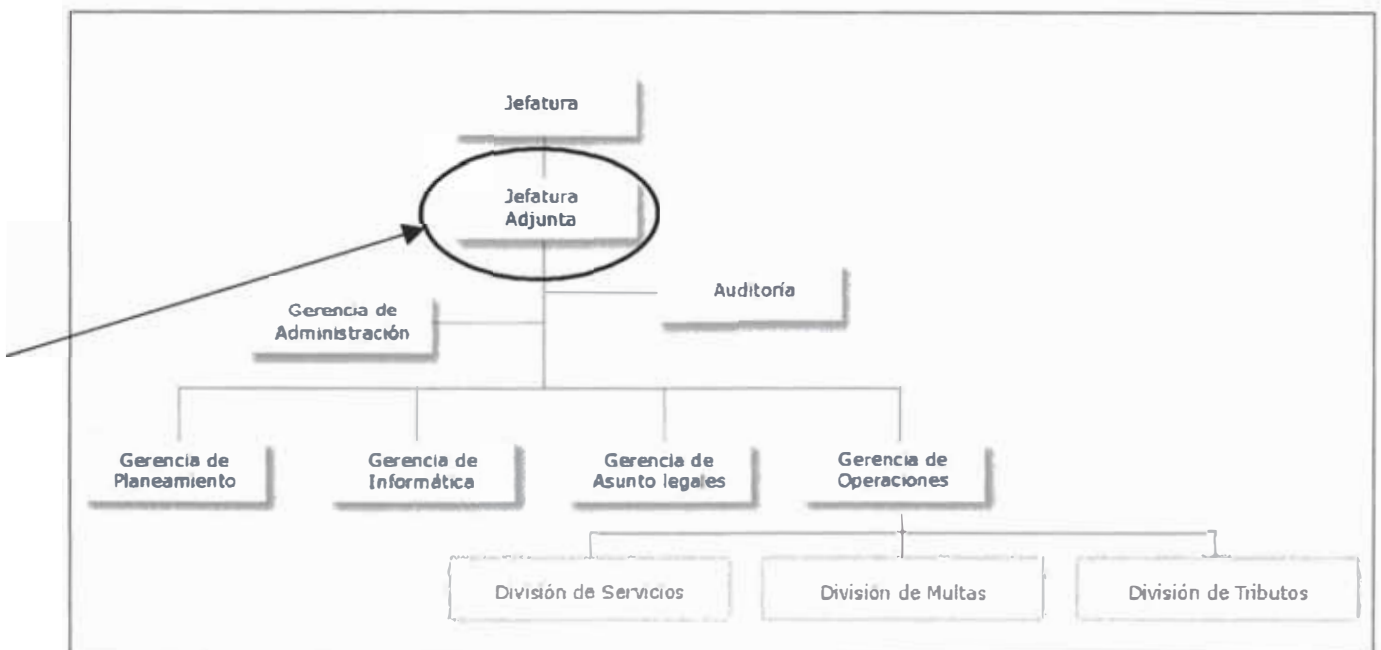 Jefatura
Jefatura
Adjunta
Auditoría
Gerencia de
Administración
Gerencia de
Planeamiento
Gerencia de
Informática
Gerencia de
Asunto legales
Gerencia de
Operaciones
División de Servicios
División de Multas
División de Tributos